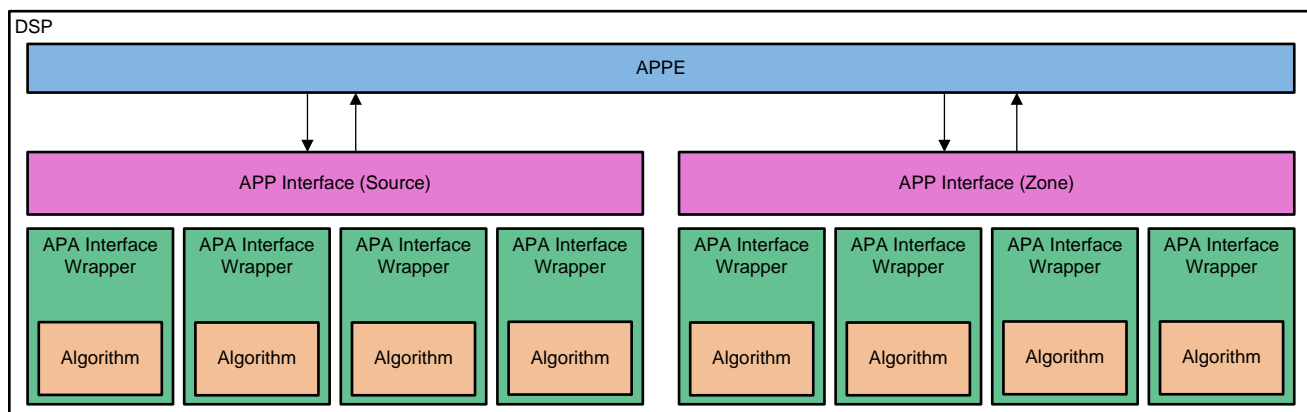 DSP
APPE
APP Interface (Source)
APP Interface (Zone)
APA Interface
Wrapper
APA Interface
Wrapper
APA Interface
Wrapper
APA Interface
Wrapper
APA Interface
Wrapper
APA Interface
Wrapper
APA Interface
Wrapper
APA Interface
Wrapper
Algorithm
Algorithm
Algorithm
Algorithm
Algorithm
Algorithm
Algorithm
Algorithm